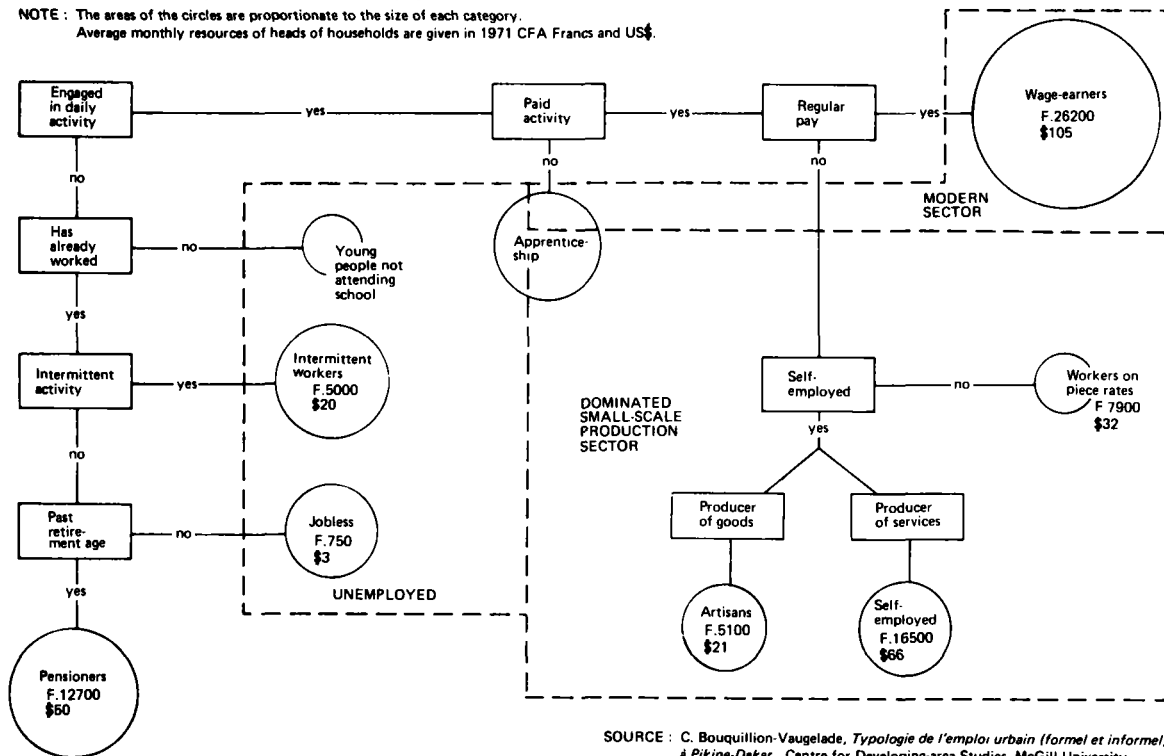 NOTE : The areas of the circles are proportionate to the size of each category.
Average monthly resources of heads of households are given in 1971 CFA Francs and US$.
Engaged
in daily
activity
yes
Paid
activity
yes
Regular
pay
yes
Wage-earners
F.26200
$105
no
no
no
MODERN
SECTOR
Has
already
worked
no
Young
people not
attending
school
Apprentice-
ship
yes
Intermittent
activity
yes
Intermittent
workers
F.5000
$20
DOMINATED
SMALL-SCALE
PRODUCTION
SECTOR
Self-
employed
no
Workers on
piece rates
F 7900
$32
yes
no
Past
retire-
ment age
no
Jobless
F.750
$3
UNEMPLOYED
Producer
of goods
Producer
of services
yes
Artisans
F.5100
$21
Self-
employed
F.16500
$66
Pensioners
F.12700
$50
SOURCE : C. Bouquillion-Vaugelade, Typologie de l'emploi urbain (formel et informel)
à Pikine-Dakar, Centre for Developing-area Studies, McGill University